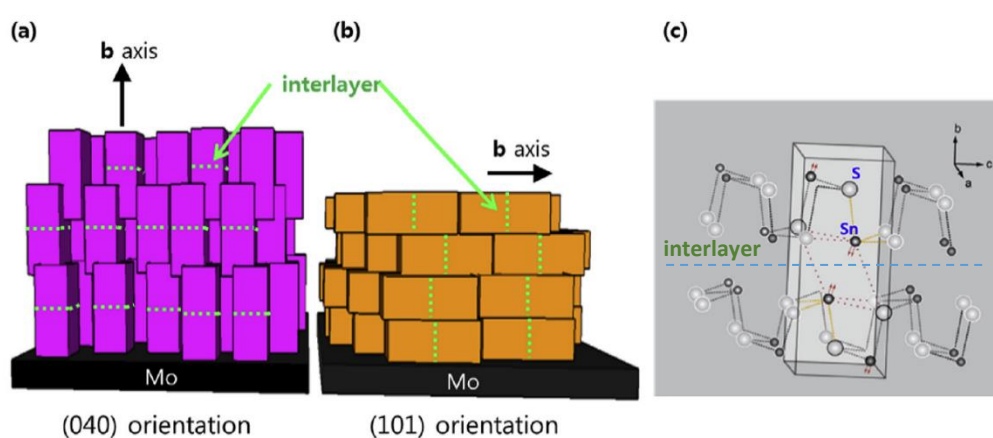 (a)
b axis
(b)
interlayer
b axis
(c)
b
c
a
S
Sn
interlayer
Mo
Mo
(040) orientation
(101) orientation